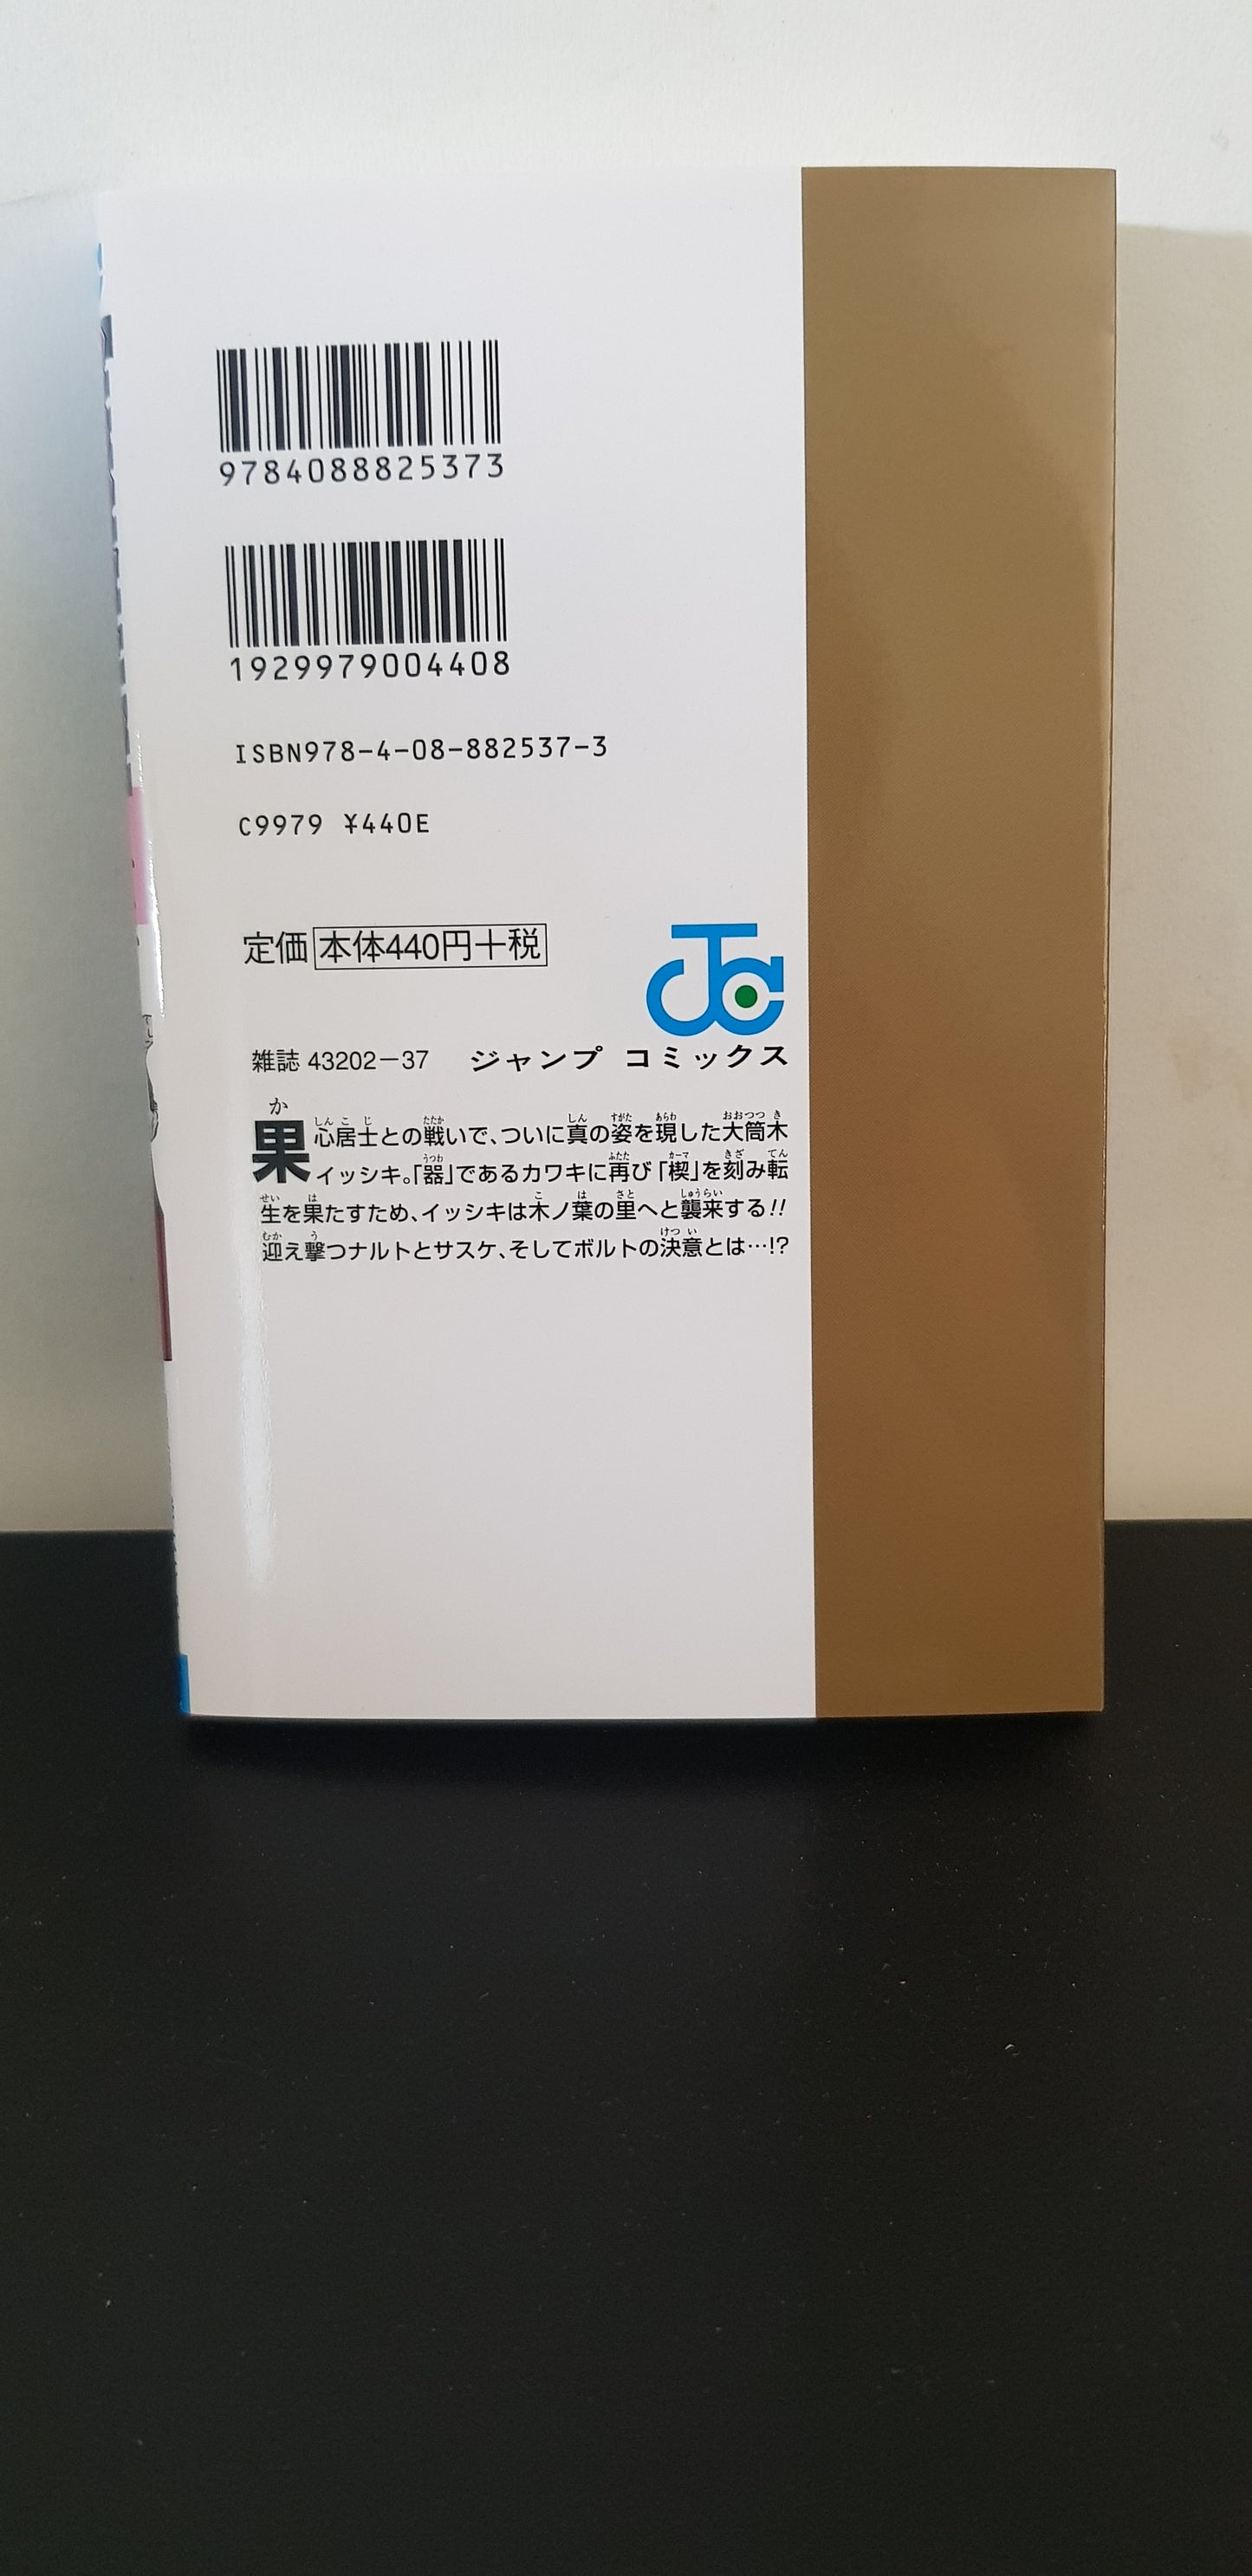 9784088825373
1929979004408
ISBN978-4-08-882537-3
C9979 ¥440E
定価 本体440円+税
雑誌 43202-37 ジャンプ コミックス
果心居士との戦いで、ついに真の姿を現した大筒木
イッシキ。「器」であるカワキに再び「楔」を刻み転
生を果たすため、イッシキは木ノ葉の里へと襲来する!!
迎え撃つナルトとサスケ、そしてボルトの決意とは…!?